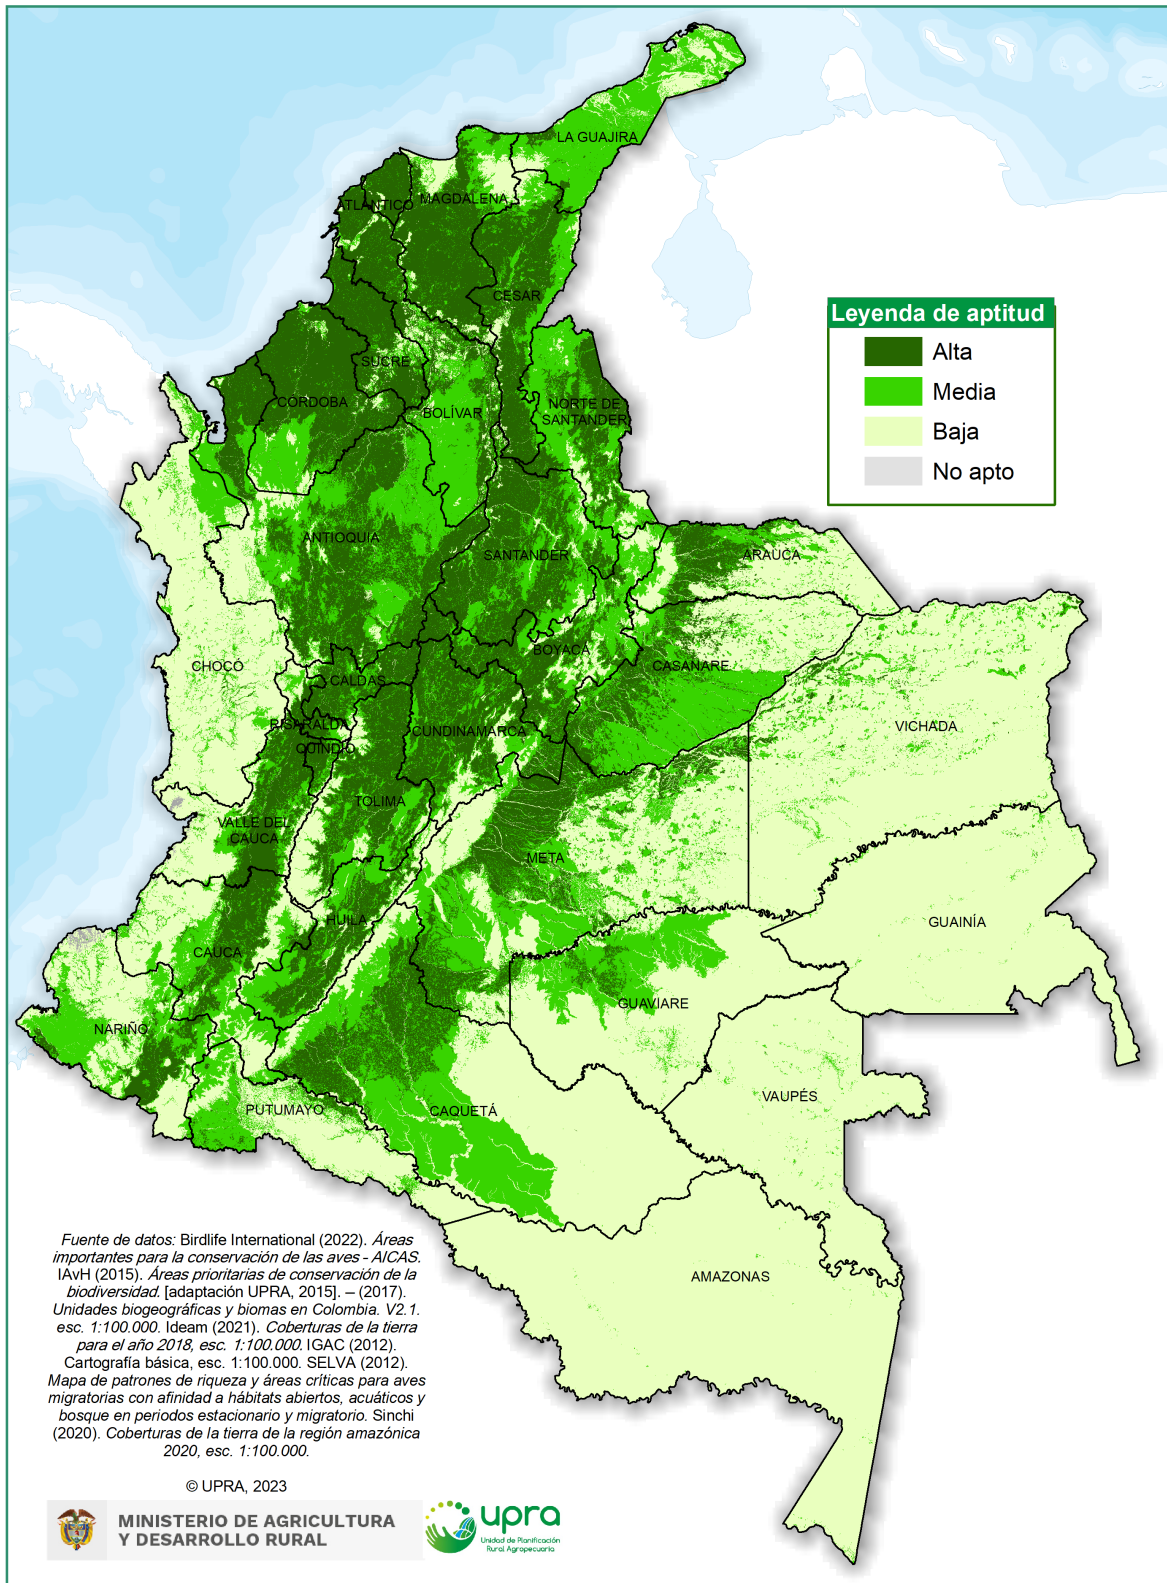 LA GUAJIRA
ATLÁNTICO
MAGDALENA
CESAR
SUCRE
CÓRDOBA
BOLÍVAR
NORTE DE
SANTANDER
Leyenda de aptitud
Alta
Media
Baja
No apto
ANTIOQUIA
SANTANDER
ARAUCA
BOYACÁ
CHOCÓ
CALDAS
CASANARE
RISARALDA
QUINDÍO
CUNDINAMARCA
VICHADA
TOLIMA
VALLE DEL
CAUCA
META
HUILA
GUAINÍA
CAUCA
GUAVIARE
NARIÑO
PUTUMAYO
CAQUETÁ
VAUPÉS
AMAZONAS
Fuente de datos: Birdlife International (2022). Áreas
importantes para la conservación de las aves - AICAS.
IAvH (2015). Áreas prioritarias de conservación de la
biodiversidad. [adaptación UPRA, 2015]. – (2017).
Unidades biogeográficas y biomas en Colombia. V2.1.
esc. 1:100.000. Ideam (2021). Coberturas de la tierra
para el año 2018, esc. 1:100.000. IGAC (2012).
Cartografía básica, esc. 1:100.000. SELVA (2012).
Mapa de patrones de riqueza y áreas críticas para aves
migratorias con afinidad a hábitats abiertos, acuáticos y
bosque en periodos estacionario y migratorio. Sinchi
(2020). Coberturas de la tierra de la región amazónica
2020, esc. 1:100.000.
© UPRA, 2023
MINISTERIO DE AGRICULTURA
Y DESARROLLO RURAL
upra
Unidad de Planificación
Rural Agropecuaria